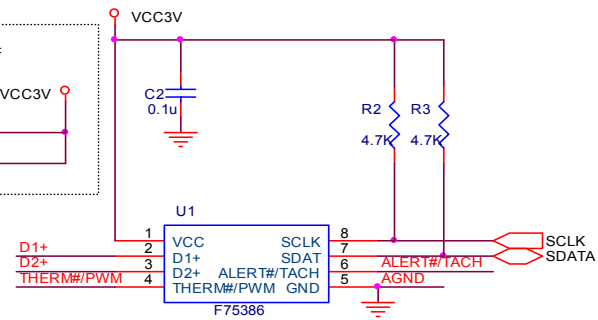 VCC3V
VCC3V
C2
0.1u
R2
R3
4.7K
4.7K
U1
1
VCC
SCLK
8
SCLK
D1+
2
D1+
SDAT
7
SDATA
D2+
3
D2+
ALERT#/TACH
6
ALERT#/TACH
THERM#/PWM
4
THERM#/PWM
GND
5
AGND
F75386